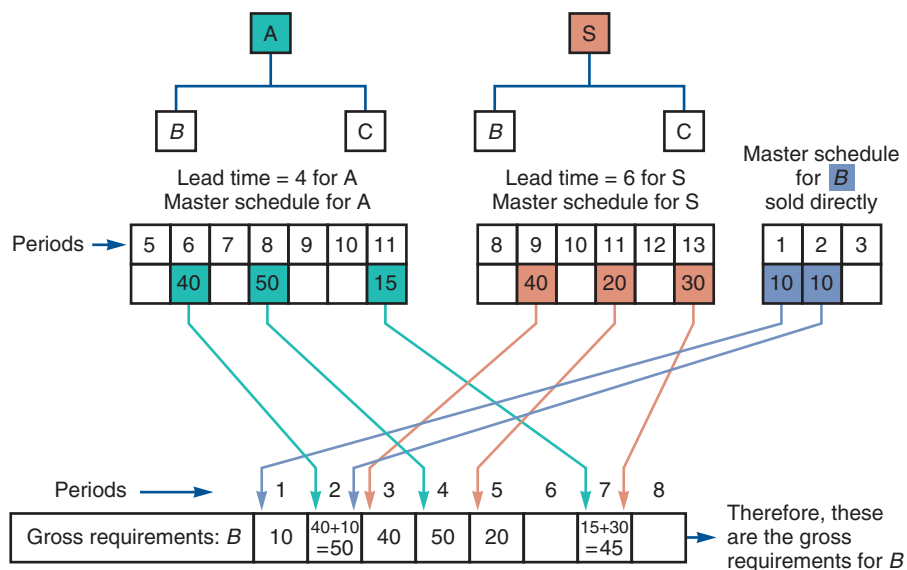 A
S
B
C
B
C
Lead time = 4 for A
Master schedule for A
Lead time = 6 for S
Master schedule for S
Master schedule
for B
sold directly
Periods
5 6 7 8 9 10 11
40 50 15
8 9 10 11 12 13
40 20 30
1 2 3
10 10
Periods
1 2 3 4 5 6 7 8
Gross requirements: B
10
40+10
=50
40
50
20
15+30
=45
Therefore, these
are the gross
requirements for B